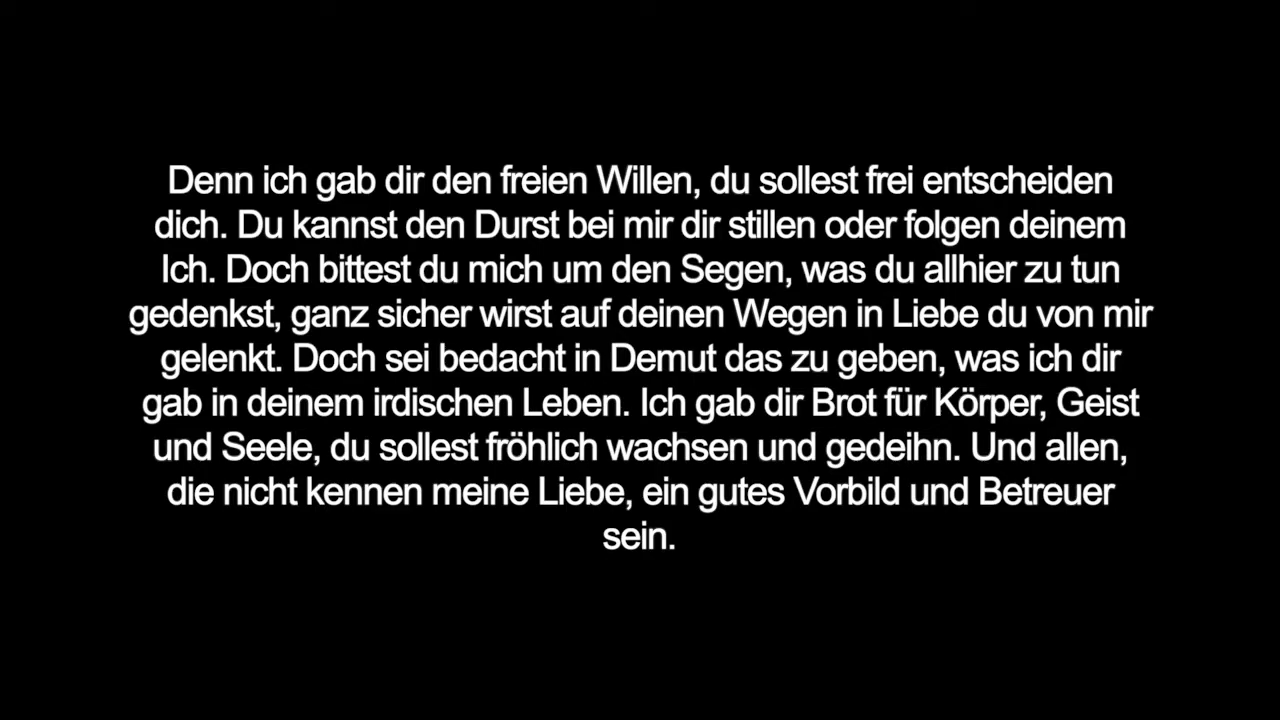 Denn ich gab dir den freien Willen, du sollest frei entscheiden
dich. Du kannst den Durst bei mir dir stillen oder folgen deinem
Ich. Doch bittest du mich um den Segen, was du allhier zu tun
gedenkst, ganz sicher wirst auf deinen Wegen in Liebe du von mir
gelenkt. Doch sei bedacht in Demut das zu geben, was ich dir
gab in deinem irdischen Leben. Ich gab dir Brot für Körper, Geist
und Seele, du sollest fröhlich wachsen und gedeihn. Und allen,
die nicht kennen meine Liebe, ein gutes Vorbild und Betreuer
sein.